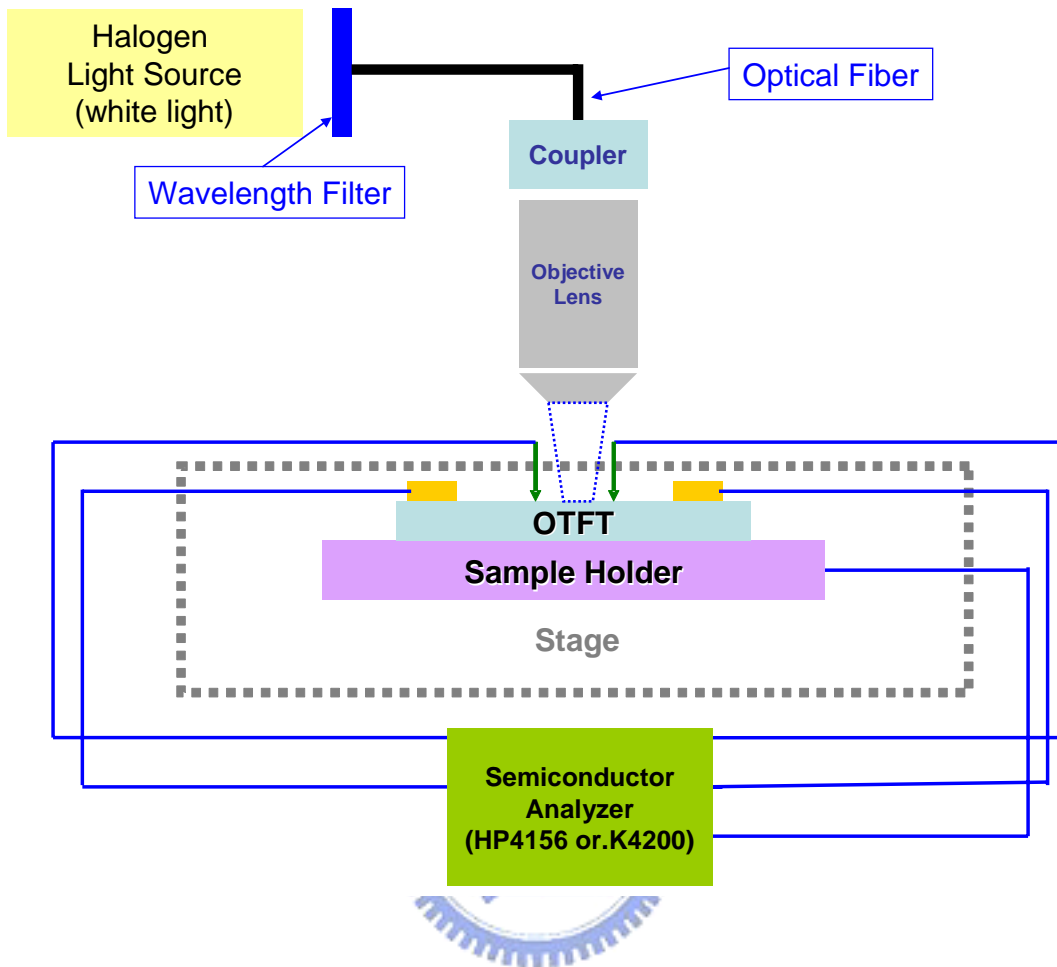 Halogen
Light Source
(white light)
Optical Fiber
Wavelength Filter
Coupler
Objective
Lens
OTFT
Sample Holder
Stage
Semiconductor
Analyzer
(HP4156 or.K4200)